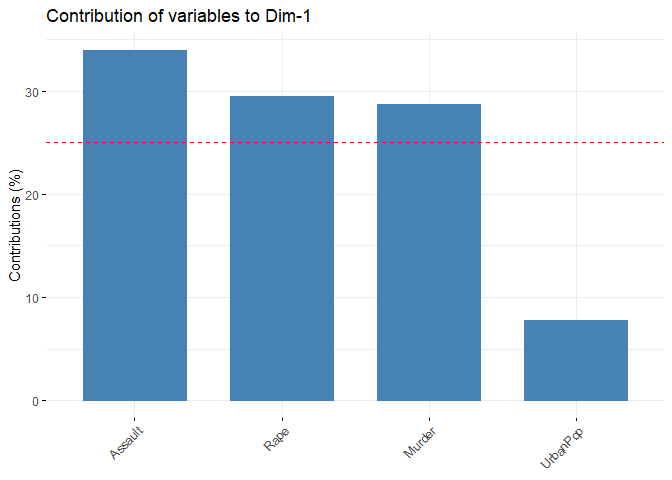 Contribution of variables to Dim-1
Contributions (%)
30
20
10
0
Assault
Rape
Murder
UrbanPop